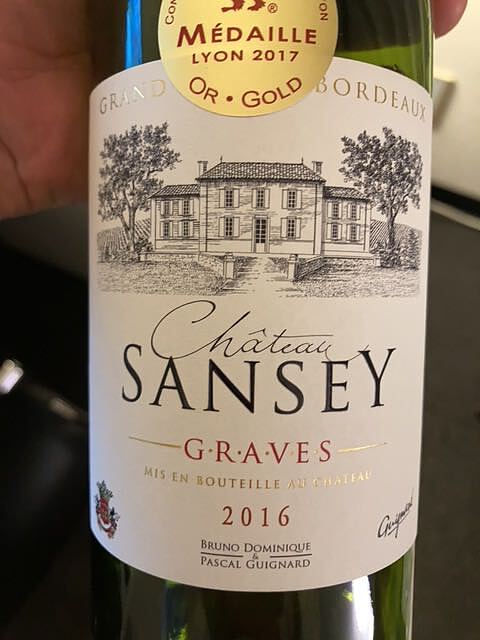 MÉDAILLE
LYON 2017
OR • GOLD
GRAND BORDEAUX
Château
SANSEY
G•R•A•V•E•S
MIS EN BOUTEILLE AU CHATEAU
2016
Guignard
BRUNO DOMINIQUE
&
PASCAL GUIGNARD